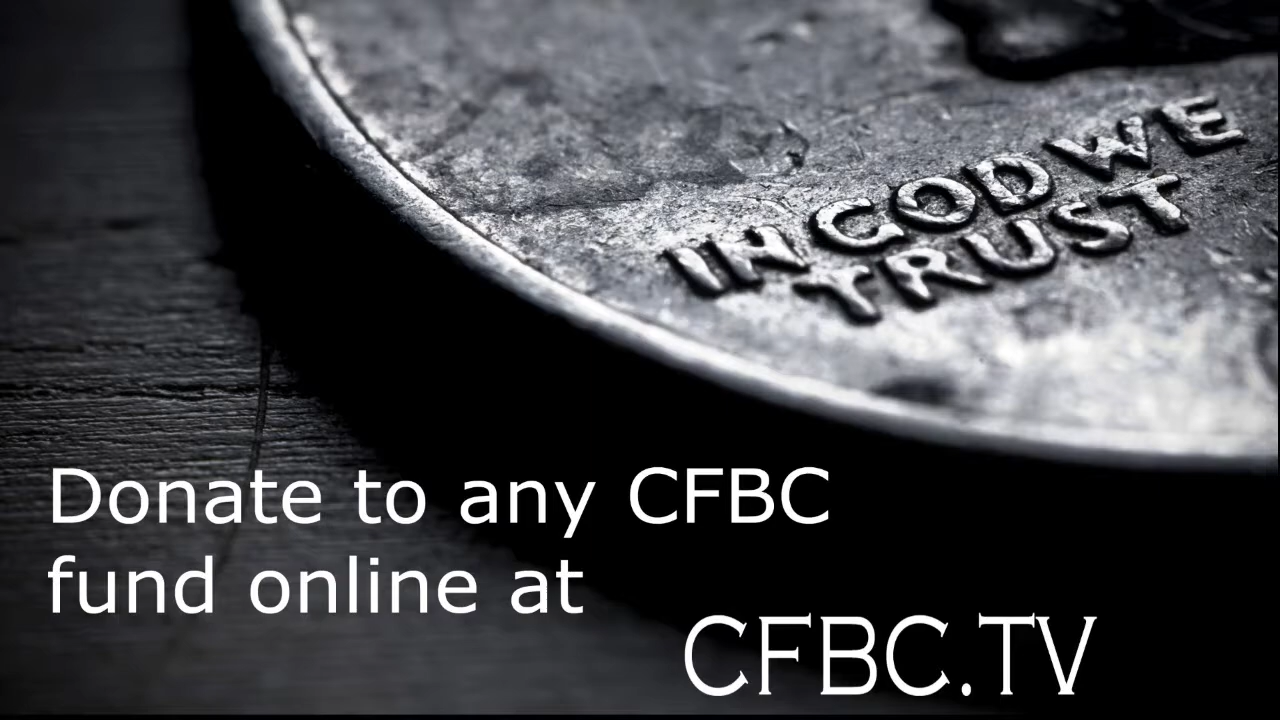 IN GOD WE
TRUST
Donate to any CFBC
fund online at
CFBC.TV